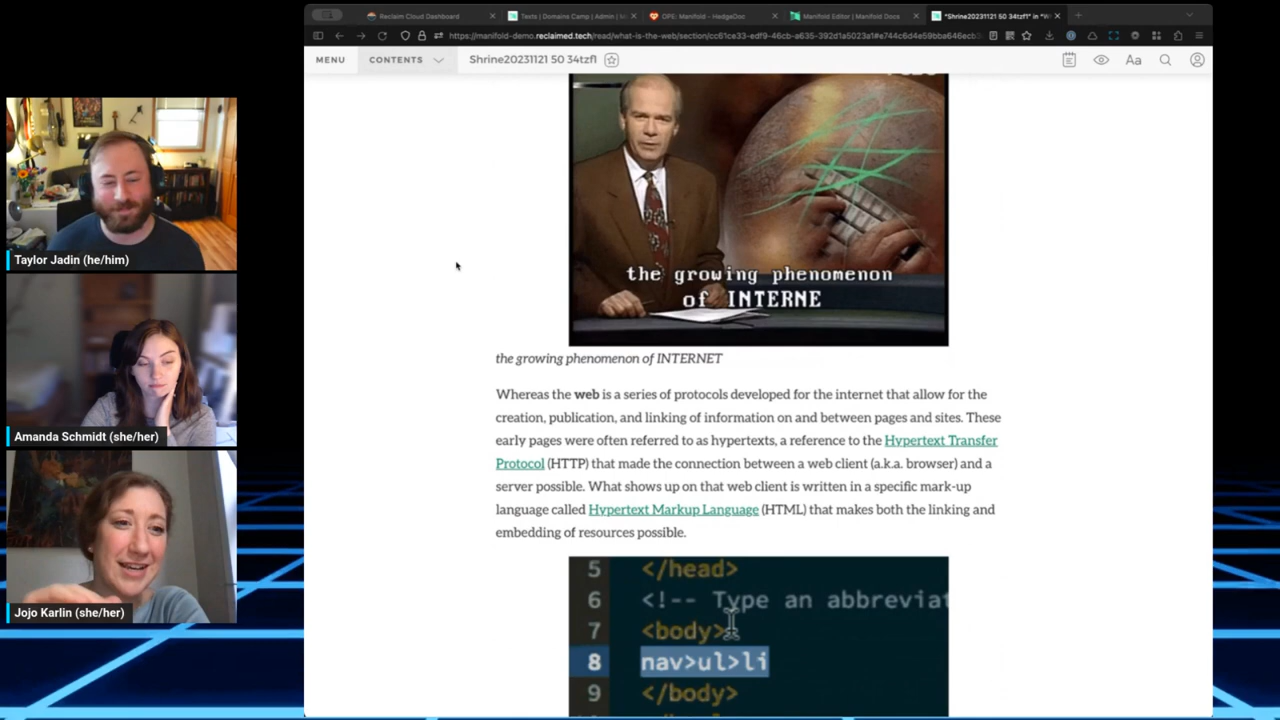 Reclaim Cloud Dashboard
Texts | Domains Camp | Admin | M
OPE: Manifold - HedgeDoc
Manifold Editor | Manifold Docs
"Shrine20231121 50 34tzf1" in "W
https://manifold-demo.reclaimed.tech/read/what-is-the-web/section/cc61ce33-edf9-46cb-a635-392d1a5023a1#e744c6d4e59bba646ecb
MENU
CONTENTS
Shrine20231121 50 34tzf1
Aa
the growing phenomenon
of INTERNE
the growing phenomenon of INTERNET
Whereas the web is a series of protocols developed for the internet that allow for the
creation, publication, and linking of information on and between pages and sites. These
early pages were often referred to as hypertexts, a reference to the Hypertext Transfer
Protocol (HTTP) that made the connection between a web client (a.k.a. browser) and a
server possible. What shows up on that web client is written in a specific mark-up
language called Hypertext Markup Language (HTML) that makes both the linking and
embedding of resources possible.
5 </head>
6 <!-- Type an abbreviat
7 <body>
8 nav>ul>li
9 </body>
Taylor Jadin (he/him)
Amanda Schmidt (she/her)
Jojo Karlin (she/her)